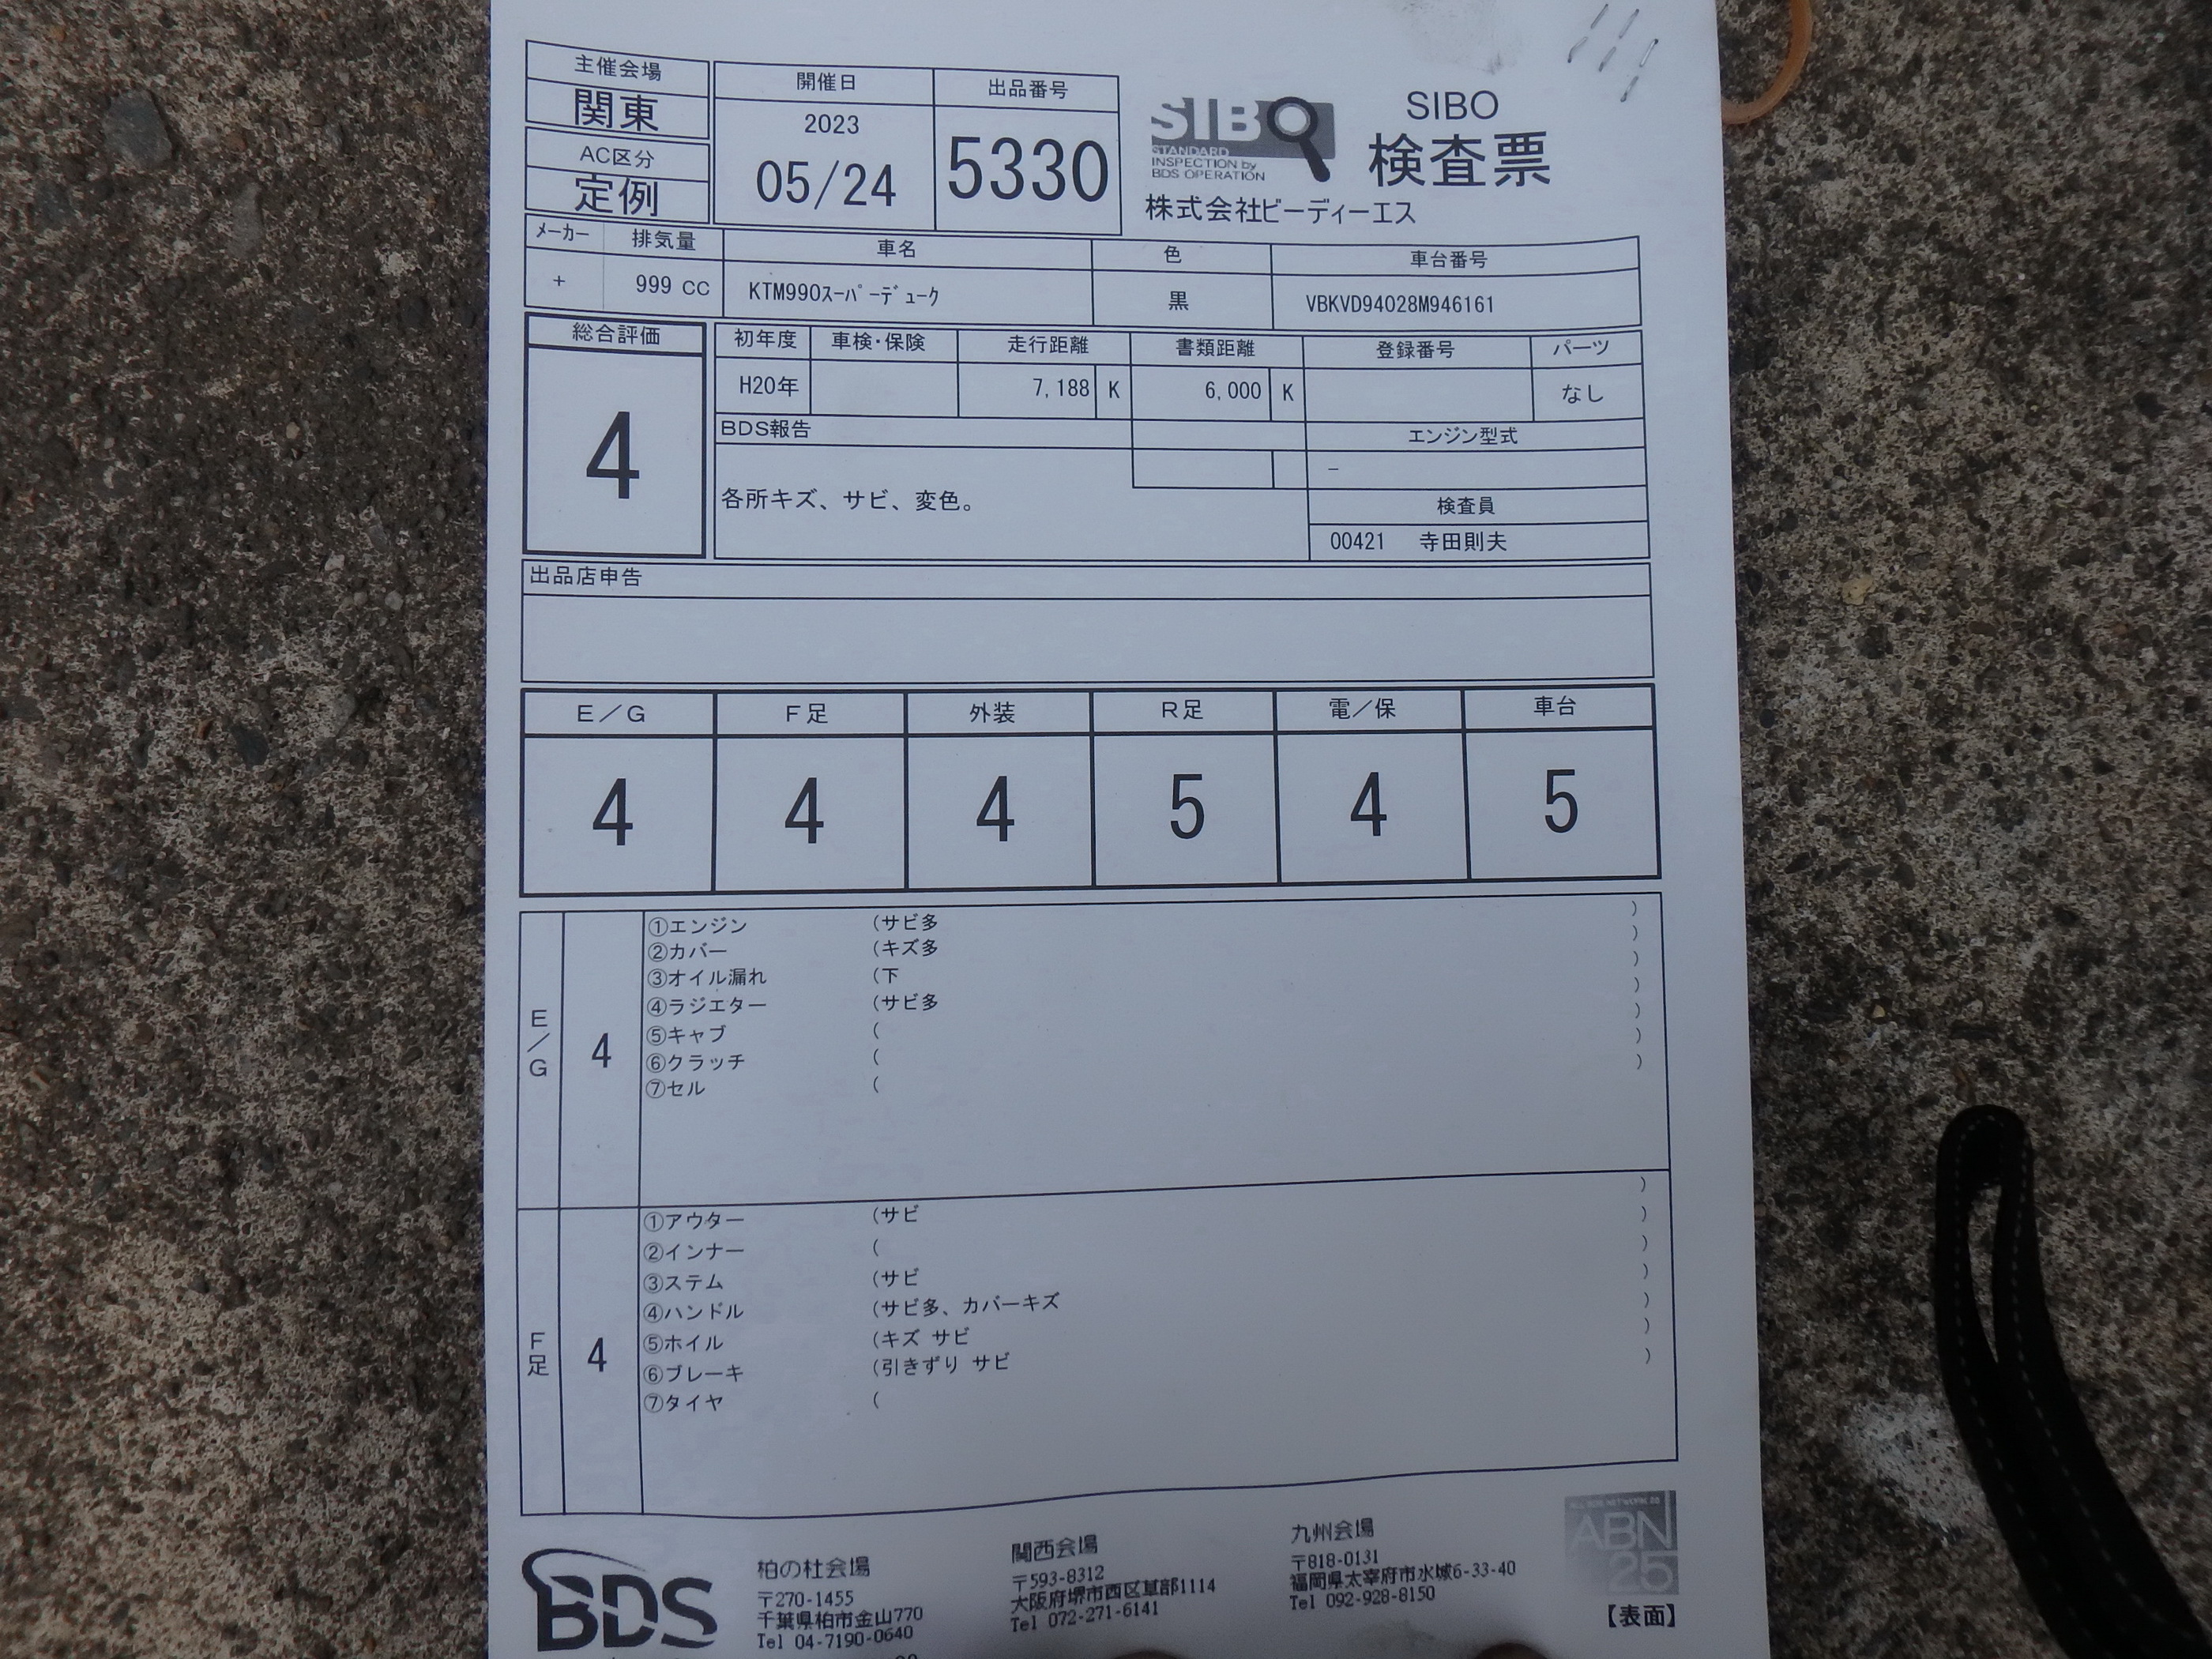 主催会場
関東
AC区分
定例
開催日
2023
05/24
出品番号
5330
SIBO
STANDARD
INSPECTION by
BDS OPERATION
SIBO
検査票
株式会社ビーディーエス
メーカー 排気量 車名 色 車台番号
+ 999 CC KTM990ｽｰﾊﾟｰﾃﾞｭｰｸ 黒 VBKVD94028M946161
総合評価
4
初年度 車検・保険 走行距離 書類距離 登録番号 パーツ
H20年 7,188 K 6,000 K なし
BDS報告
各所キズ、サビ、変色。
エンジン型式
−
検査員
00421 寺田則夫
出品店申告
E/G F足 外装 R足 電/保 車台
4 4 4 5 4 5
E/G
4
①エンジン (サビ多 )
②カバー (キズ多 )
③オイル漏れ (下 )
④ラジエター (サビ多 )
⑤キャブ ( )
⑥クラッチ ( )
⑦セル ( )
F足
4
①アウター (サビ )
②インナー ( )
③ステム (サビ )
④ハンドル (サビ多、カバーキズ )
⑤ホイル (キズ サビ )
⑥ブレーキ (引きずり サビ )
⑦タイヤ ( )
BDS
柏の杜会場
〒270-1455
千葉県柏市金山770
Tel 04-7190-0640
関西会場
〒593-8312
大阪府堺市西区草部1114
Tel 072-271-6141
九州会場
〒818-0131
福岡県太宰府市水城6-33-40
Tel 092-928-8150
ABN
25
【表面】